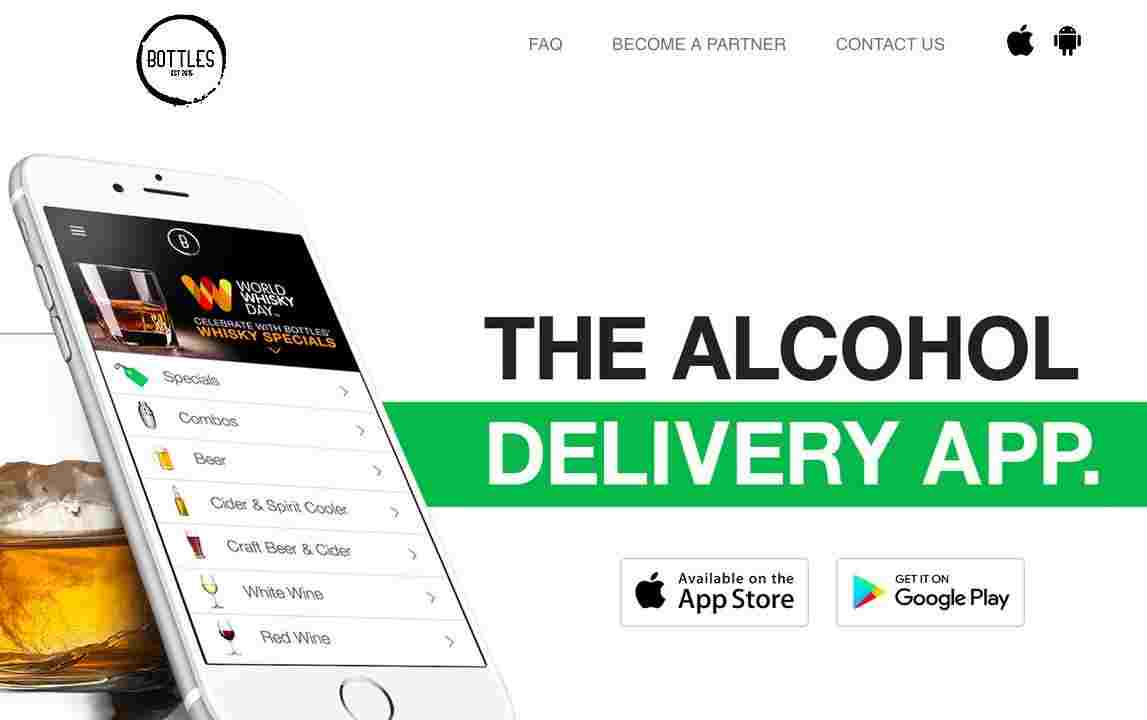 BOTTLES
EST 2015
FAQ
BECOME A PARTNER
CONTACT US
B
WORLD
WHISKY
DAY
CELEBRATE WITH BOTTLES'
WHISKY SPECIALS
Specials
Combos
Beer
Cider & Spirit Cooler
Craft Beer & Cider
White Wine
Red Wine
THE ALCOHOL
DELIVERY APP.
Available on the
App Store
GET IT ON
Google Play